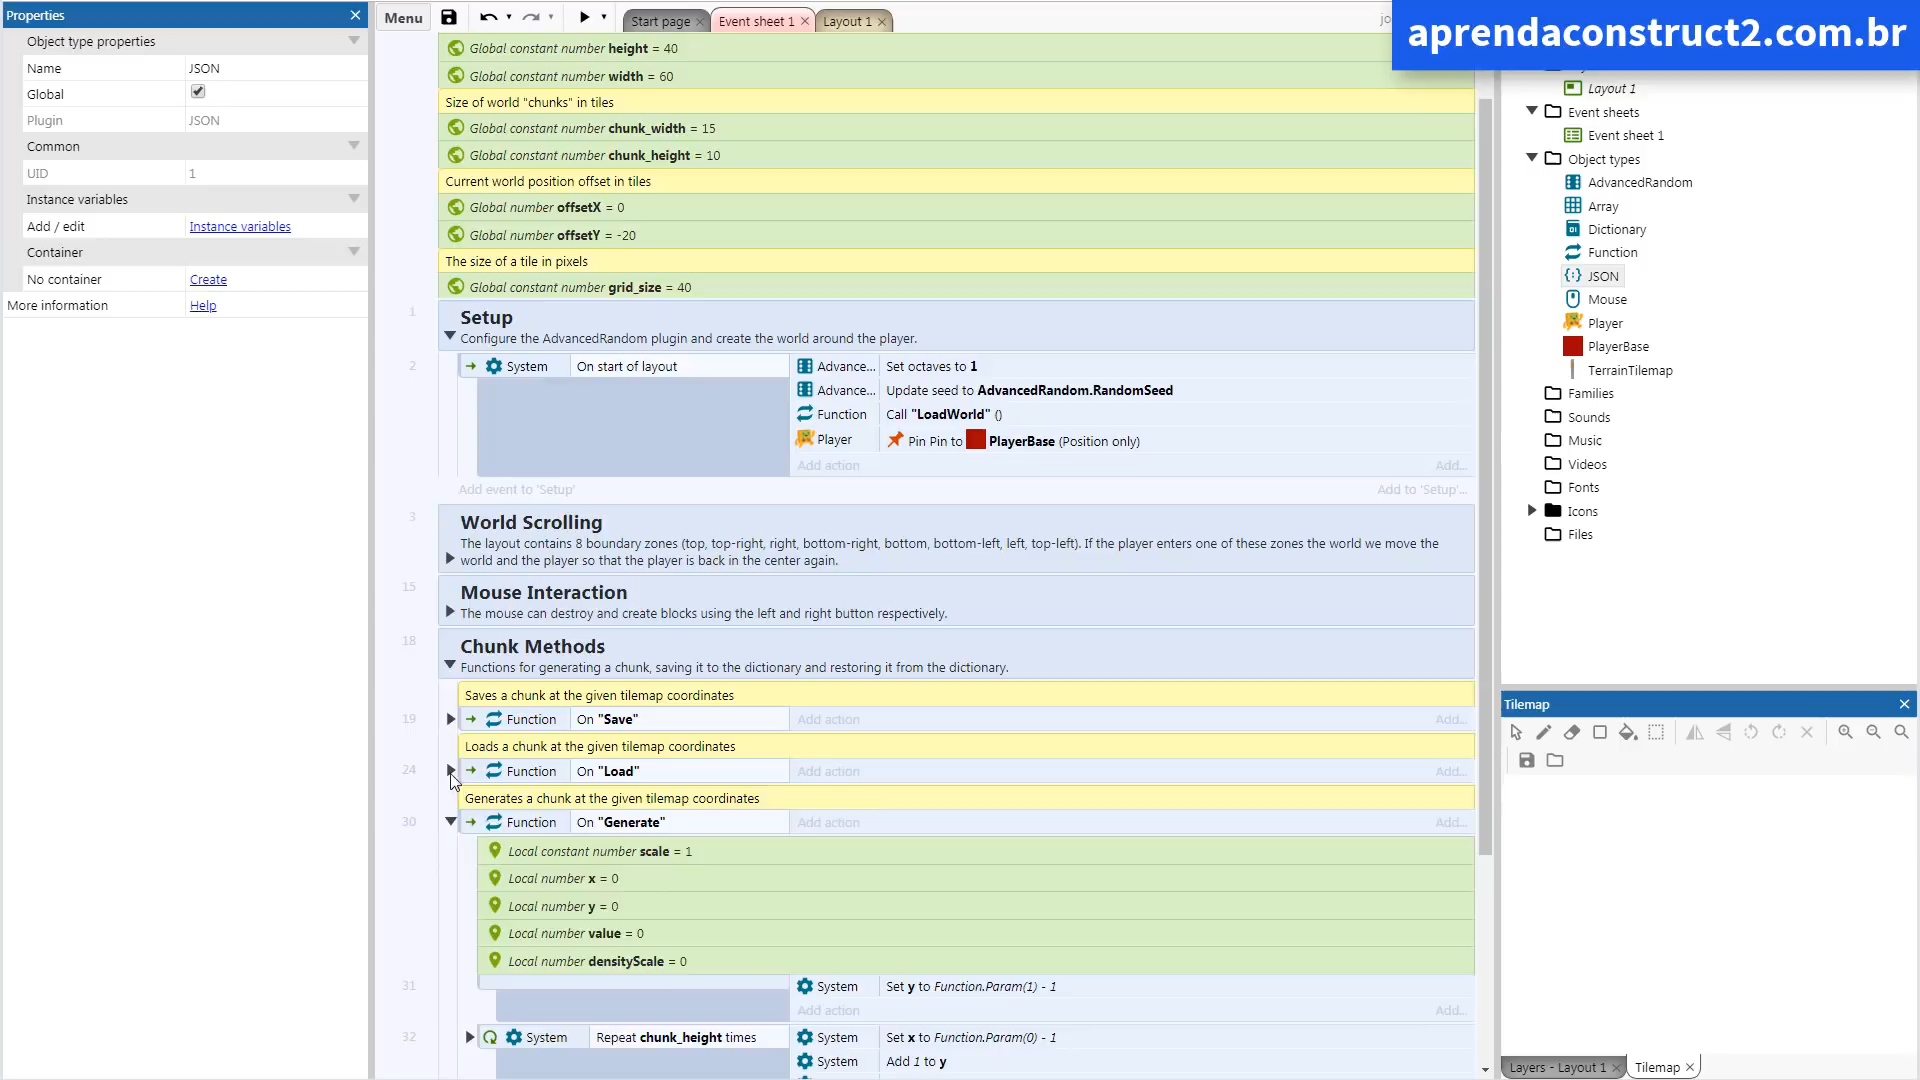 Properties
Object type properties
Name JSON
Global
Plugin JSON
Common
UID 1
Instance variables
Add / edit Instance variables
Container
No container Create
More information Help
Menu
Start page
Event sheet 1
Layout 1
aprendaconstruct2.com.br
Global constant number height = 40
Global constant number width = 60
Size of world "chunks" in tiles
Global constant number chunk_width = 15
Global constant number chunk_height = 10
Current world position offset in tiles
Global number offsetX = 0
Global number offsetY = -20
The size of a tile in pixels
Global constant number grid_size = 40
1
Setup
Configure the AdvancedRandom plugin and create the world around the player.
2
System On start of layout
Advance... Set octaves to 1
Advance... Update seed to AdvancedRandom.RandomSeed
Function Call "LoadWorld" ()
Player Pin Pin to PlayerBase (Position only)
Add action Add...
Add event to 'Setup' Add to 'Setup'...
3
World Scrolling
The layout contains 8 boundary zones (top, top-right, right, bottom-right, bottom, bottom-left, left, top-left). If the player enters one of these zones the world we move the
world and the player so that the player is back in the center again.
15
Mouse Interaction
The mouse can destroy and create blocks using the left and right button respectively.
18
Chunk Methods
Functions for generating a chunk, saving it to the dictionary and restoring it from the dictionary.
Saves a chunk at the given tilemap coordinates
19 Function On "Save" Add action Add...
Loads a chunk at the given tilemap coordinates
24 Function On "Load" Add action Add...
Generates a chunk at the given tilemap coordinates
30 Function On "Generate" Add action Add...
Local constant number scale = 1
Local number x = 0
Local number y = 0
Local number value = 0
Local number densityScale = 0
31 System Set y to Function.Param(1) - 1
Add action Add...
32 System Repeat chunk_height times System Set x to Function.Param(0) - 1
System Add 1 to y
Layout 1
Event sheets
Event sheet 1
Object types
AdvancedRandom
Array
Dictionary
Function
JSON
Mouse
Player
PlayerBase
TerrainTilemap
Families
Sounds
Music
Videos
Fonts
Icons
Files
Tilemap
Layers - Layout 1
Tilemap